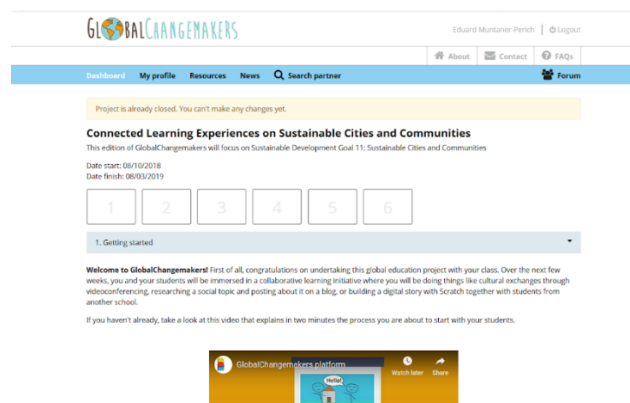 GLOBALCHANGEMAKERS
Eduard Muntaner-Perich | Logout
About Contact FAQs
Dashboard My profile Resources News Search partner Forum
Project is already closed. You can't make any changes yet.
Connected Learning Experiences on Sustainable Cities and Communities
This edition of GlobalChangemakers will focus on Sustainable Development Goal 11: Sustainable Cities and Communities
Date start: 08/10/2018
Date finish: 08/03/2019
1 2 3 4 5 6
1. Getting started
Welcome to GlobalChangemakers! First of all, congratulations on undertaking this global education project with your class. Over the next few
weeks, you and your students will be immersed in a collaborative learning initiative where you will be doing things like cultural exchanges through
videoconferencing, researching a social topic and posting about it on a blog, or building a digital story with Scratch together with students from
another school.
If you haven't already, take a look at this video that explains in two minutes the process you are about to start with your students.
GlobalChangemakers platform Watch later Share
Hello!